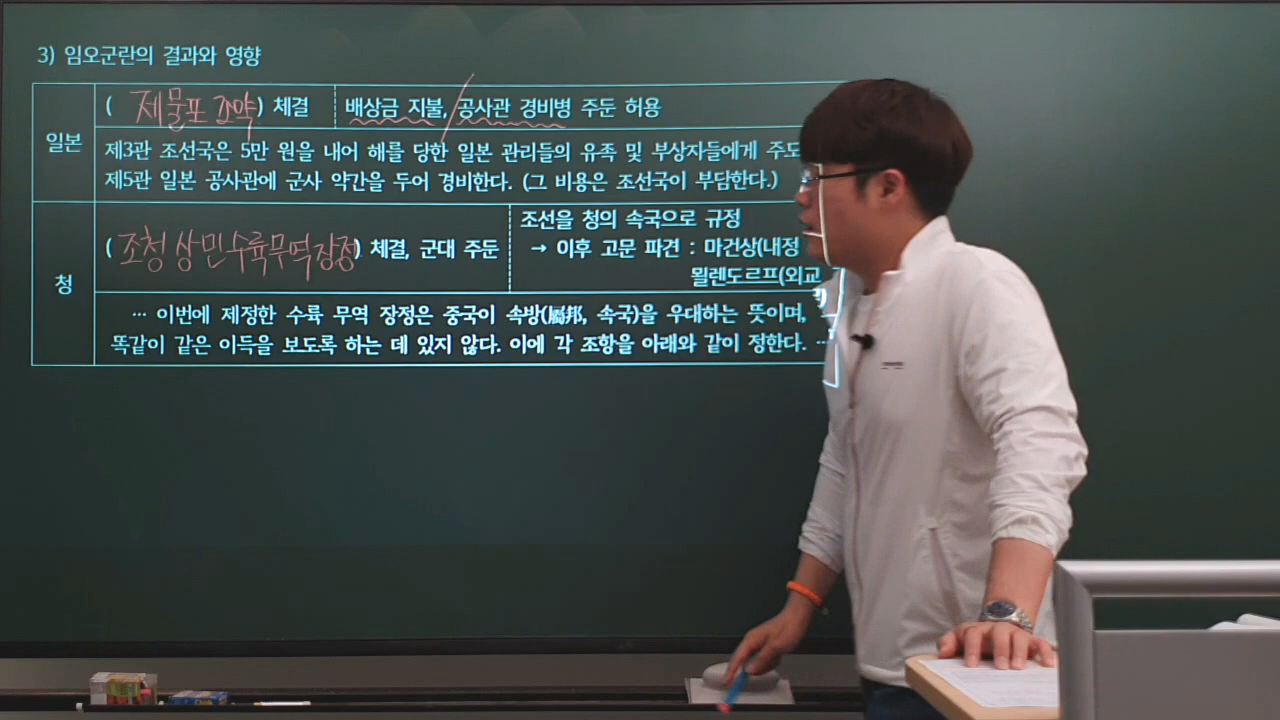 3) 임오군란의 결과와 영향
일본
( 제물포 조약 ) 체결
배상금 지불, 공사관 경비병 주둔 허용
제3관 조선국은 5만 원을 내어 해를 당한 일본 관리들의 유족 및 부상자들에게 주도
제5관 일본 공사관에 군사 약간을 두어 경비한다. (그 비용은 조선국이 부담한다.)
청
( 조청 상민수륙무역장정 ) 체결, 군대 주둔
조선을 청의 속국으로 규정
→ 이후 고문 파견 : 마건상(내정
묄렌도르프(외교
··· 이번에 제정한 수륙 무역 장정은 중국이 속방(屬邦, 속국)을 우대하는 뜻이며,
똑같이 같은 이득을 보도록 하는 데 있지 않다. 이에 각 조항을 아래와 같이 정한다. ···